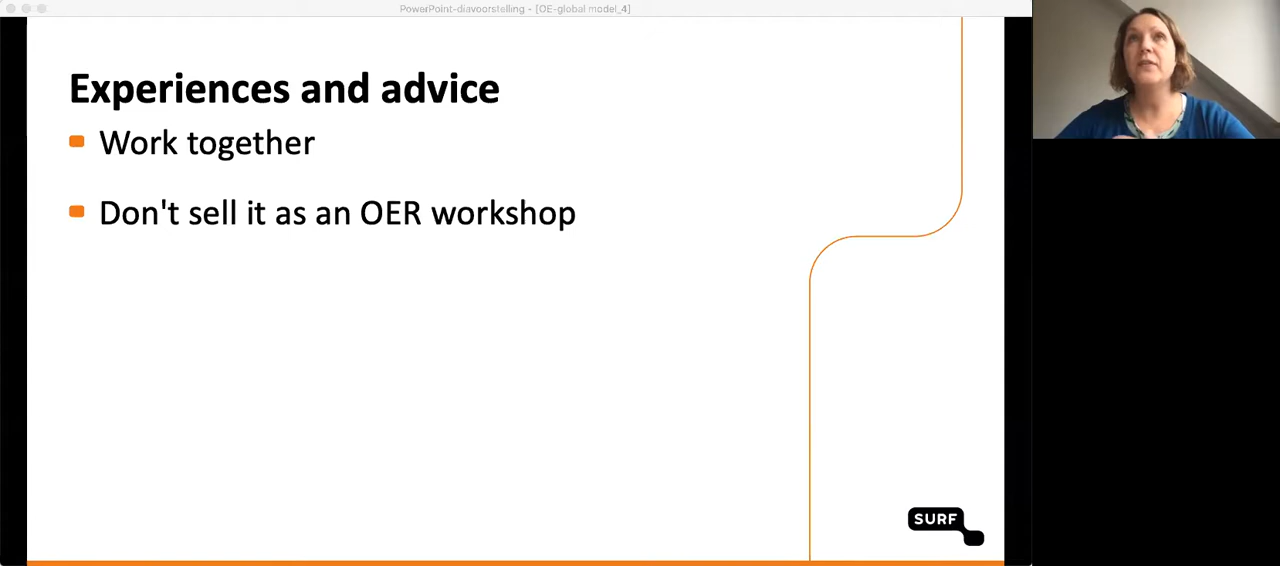 PowerPoint-diavoorstelling - [OE-global model_4]
Experiences and advice
Work together
Don't sell it as an OER workshop
SURF